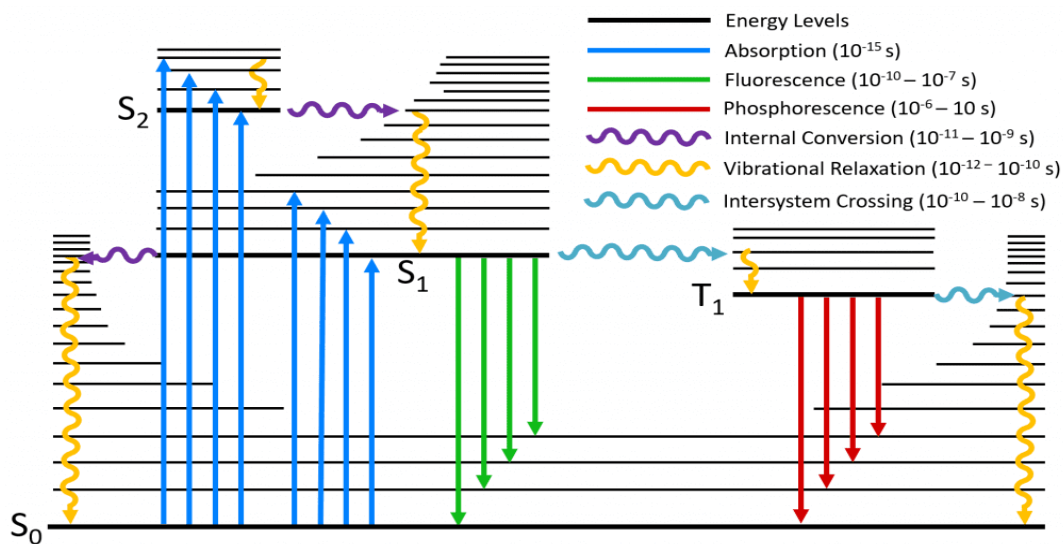 Energy Levels
Absorption (10⁻¹⁵ s)
Fluorescence (10⁻¹⁰ – 10⁻⁷ s)
Phosphorescence (10⁻⁶ – 10 s)
Internal Conversion (10⁻¹¹ – 10⁻⁹ s)
Vibrational Relaxation (10⁻¹² – 10⁻¹⁰ s)
Intersystem Crossing (10⁻¹⁰ – 10⁻⁸ s)
S₂
S₁
T₁
S₀